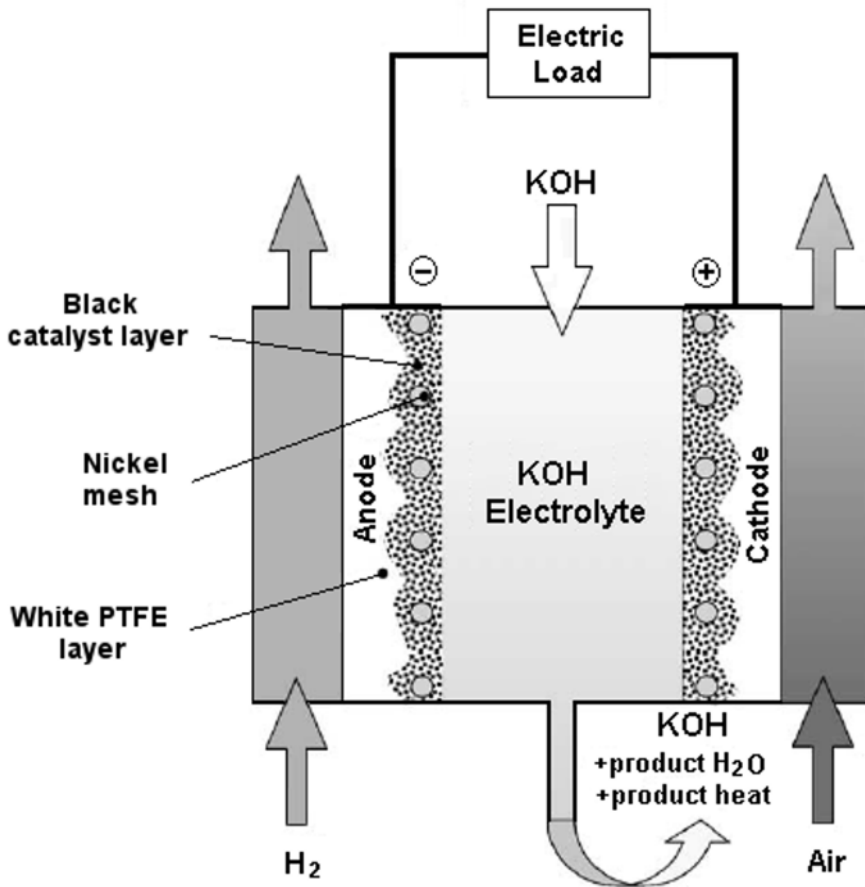 Electric
Load
KOH
−
+
Black
catalyst layer
Nickel
mesh
Anode
KOH
Electrolyte
Cathode
White PTFE
layer
KOH
+product H₂O
+product heat
H₂
Air